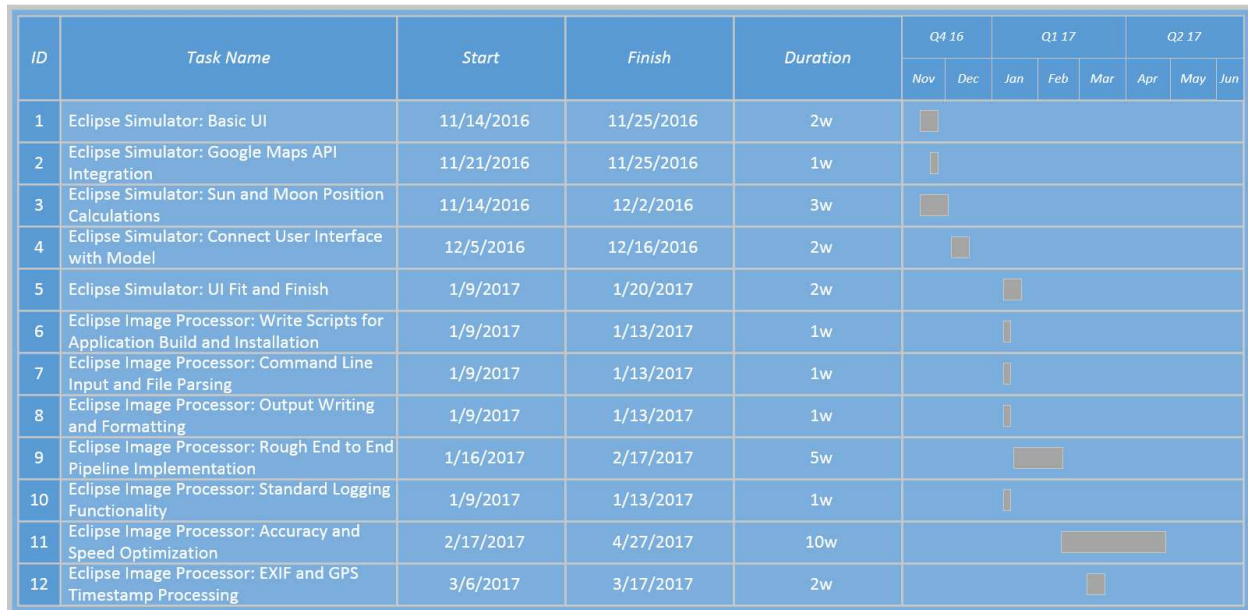 ID Task Name Start Finish Duration Q4 16 Q1 17 Q2 17
Nov Dec Jan Feb Mar Apr May Jun
1 Eclipse Simulator: Basic UI 11/14/2016 11/25/2016 2w
2 Eclipse Simulator: Google Maps API
Integration 11/21/2016 11/25/2016 1w
3 Eclipse Simulator: Sun and Moon Position
Calculations 11/14/2016 12/2/2016 3w
4 Eclipse Simulator: Connect User Interface
with Model 12/5/2016 12/16/2016 2w
5 Eclipse Simulator: UI Fit and Finish 1/9/2017 1/20/2017 2w
6 Eclipse Image Processor: Write Scripts for
Application Build and Installation 1/9/2017 1/13/2017 1w
7 Eclipse Image Processor: Command Line
Input and File Parsing 1/9/2017 1/13/2017 1w
8 Eclipse Image Processor: Output Writing
and Formatting 1/9/2017 1/13/2017 1w
9 Eclipse Image Processor: Rough End to End
Pipeline Implementation 1/16/2017 2/17/2017 5w
10 Eclipse Image Processor: Standard Logging
Functionality 1/9/2017 1/13/2017 1w
11 Eclipse Image Processor: Accuracy and
Speed Optimization 2/17/2017 4/27/2017 10w
12 Eclipse Image Processor: EXIF and GPS
Timestamp Processing 3/6/2017 3/17/2017 2w